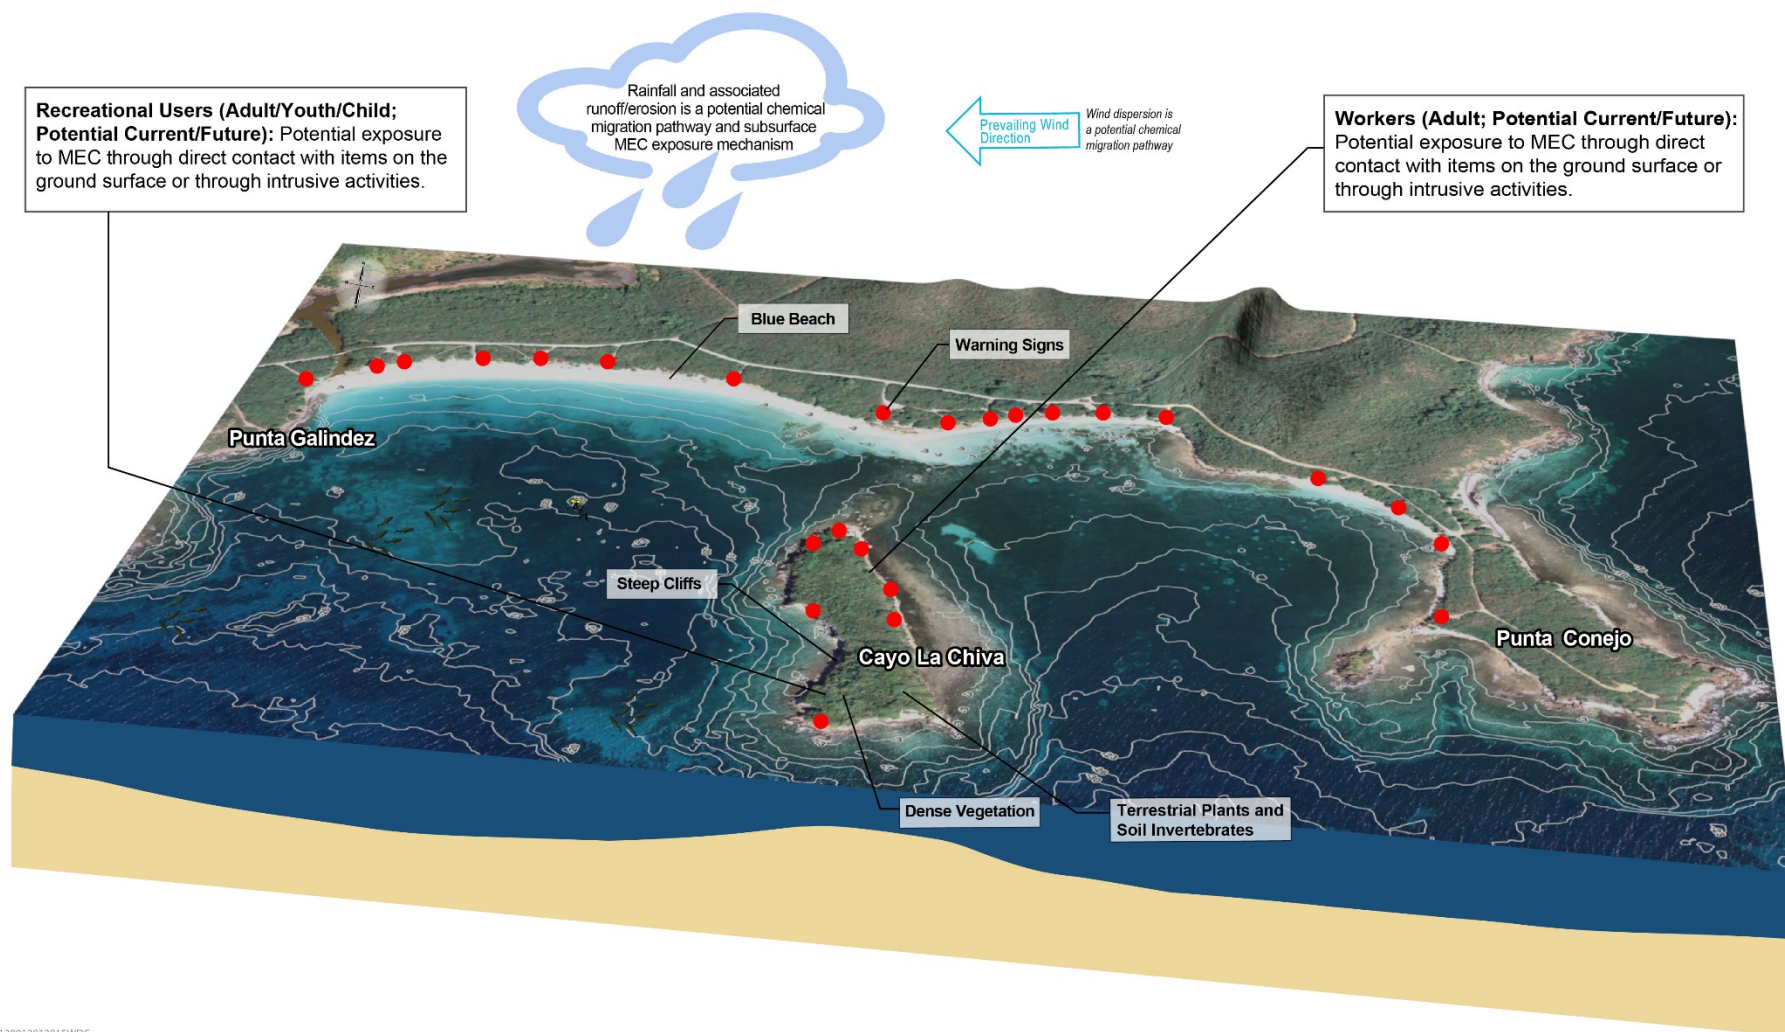 Recreational Users (Adult/Youth/Child;
Potential Current/Future): Potential exposure
to MEC through direct contact with items on the
ground surface or through intrusive activities.
Rainfall and associated
runoff/erosion is a potential chemical
migration pathway and subsurface
MEC exposure mechanism
Prevailing Wind
Direction
Wind dispersion is
a potential chemical
migration pathway
Workers (Adult; Potential Current/Future):
Potential exposure to MEC through direct
contact with items on the ground surface or
through intrusive activities.
Blue Beach
Warning Signs
Punta Galindez
Steep Cliffs
Cayo La Chiva
Punta Conejo
Dense Vegetation
Terrestrial Plants and
Soil Invertebrates